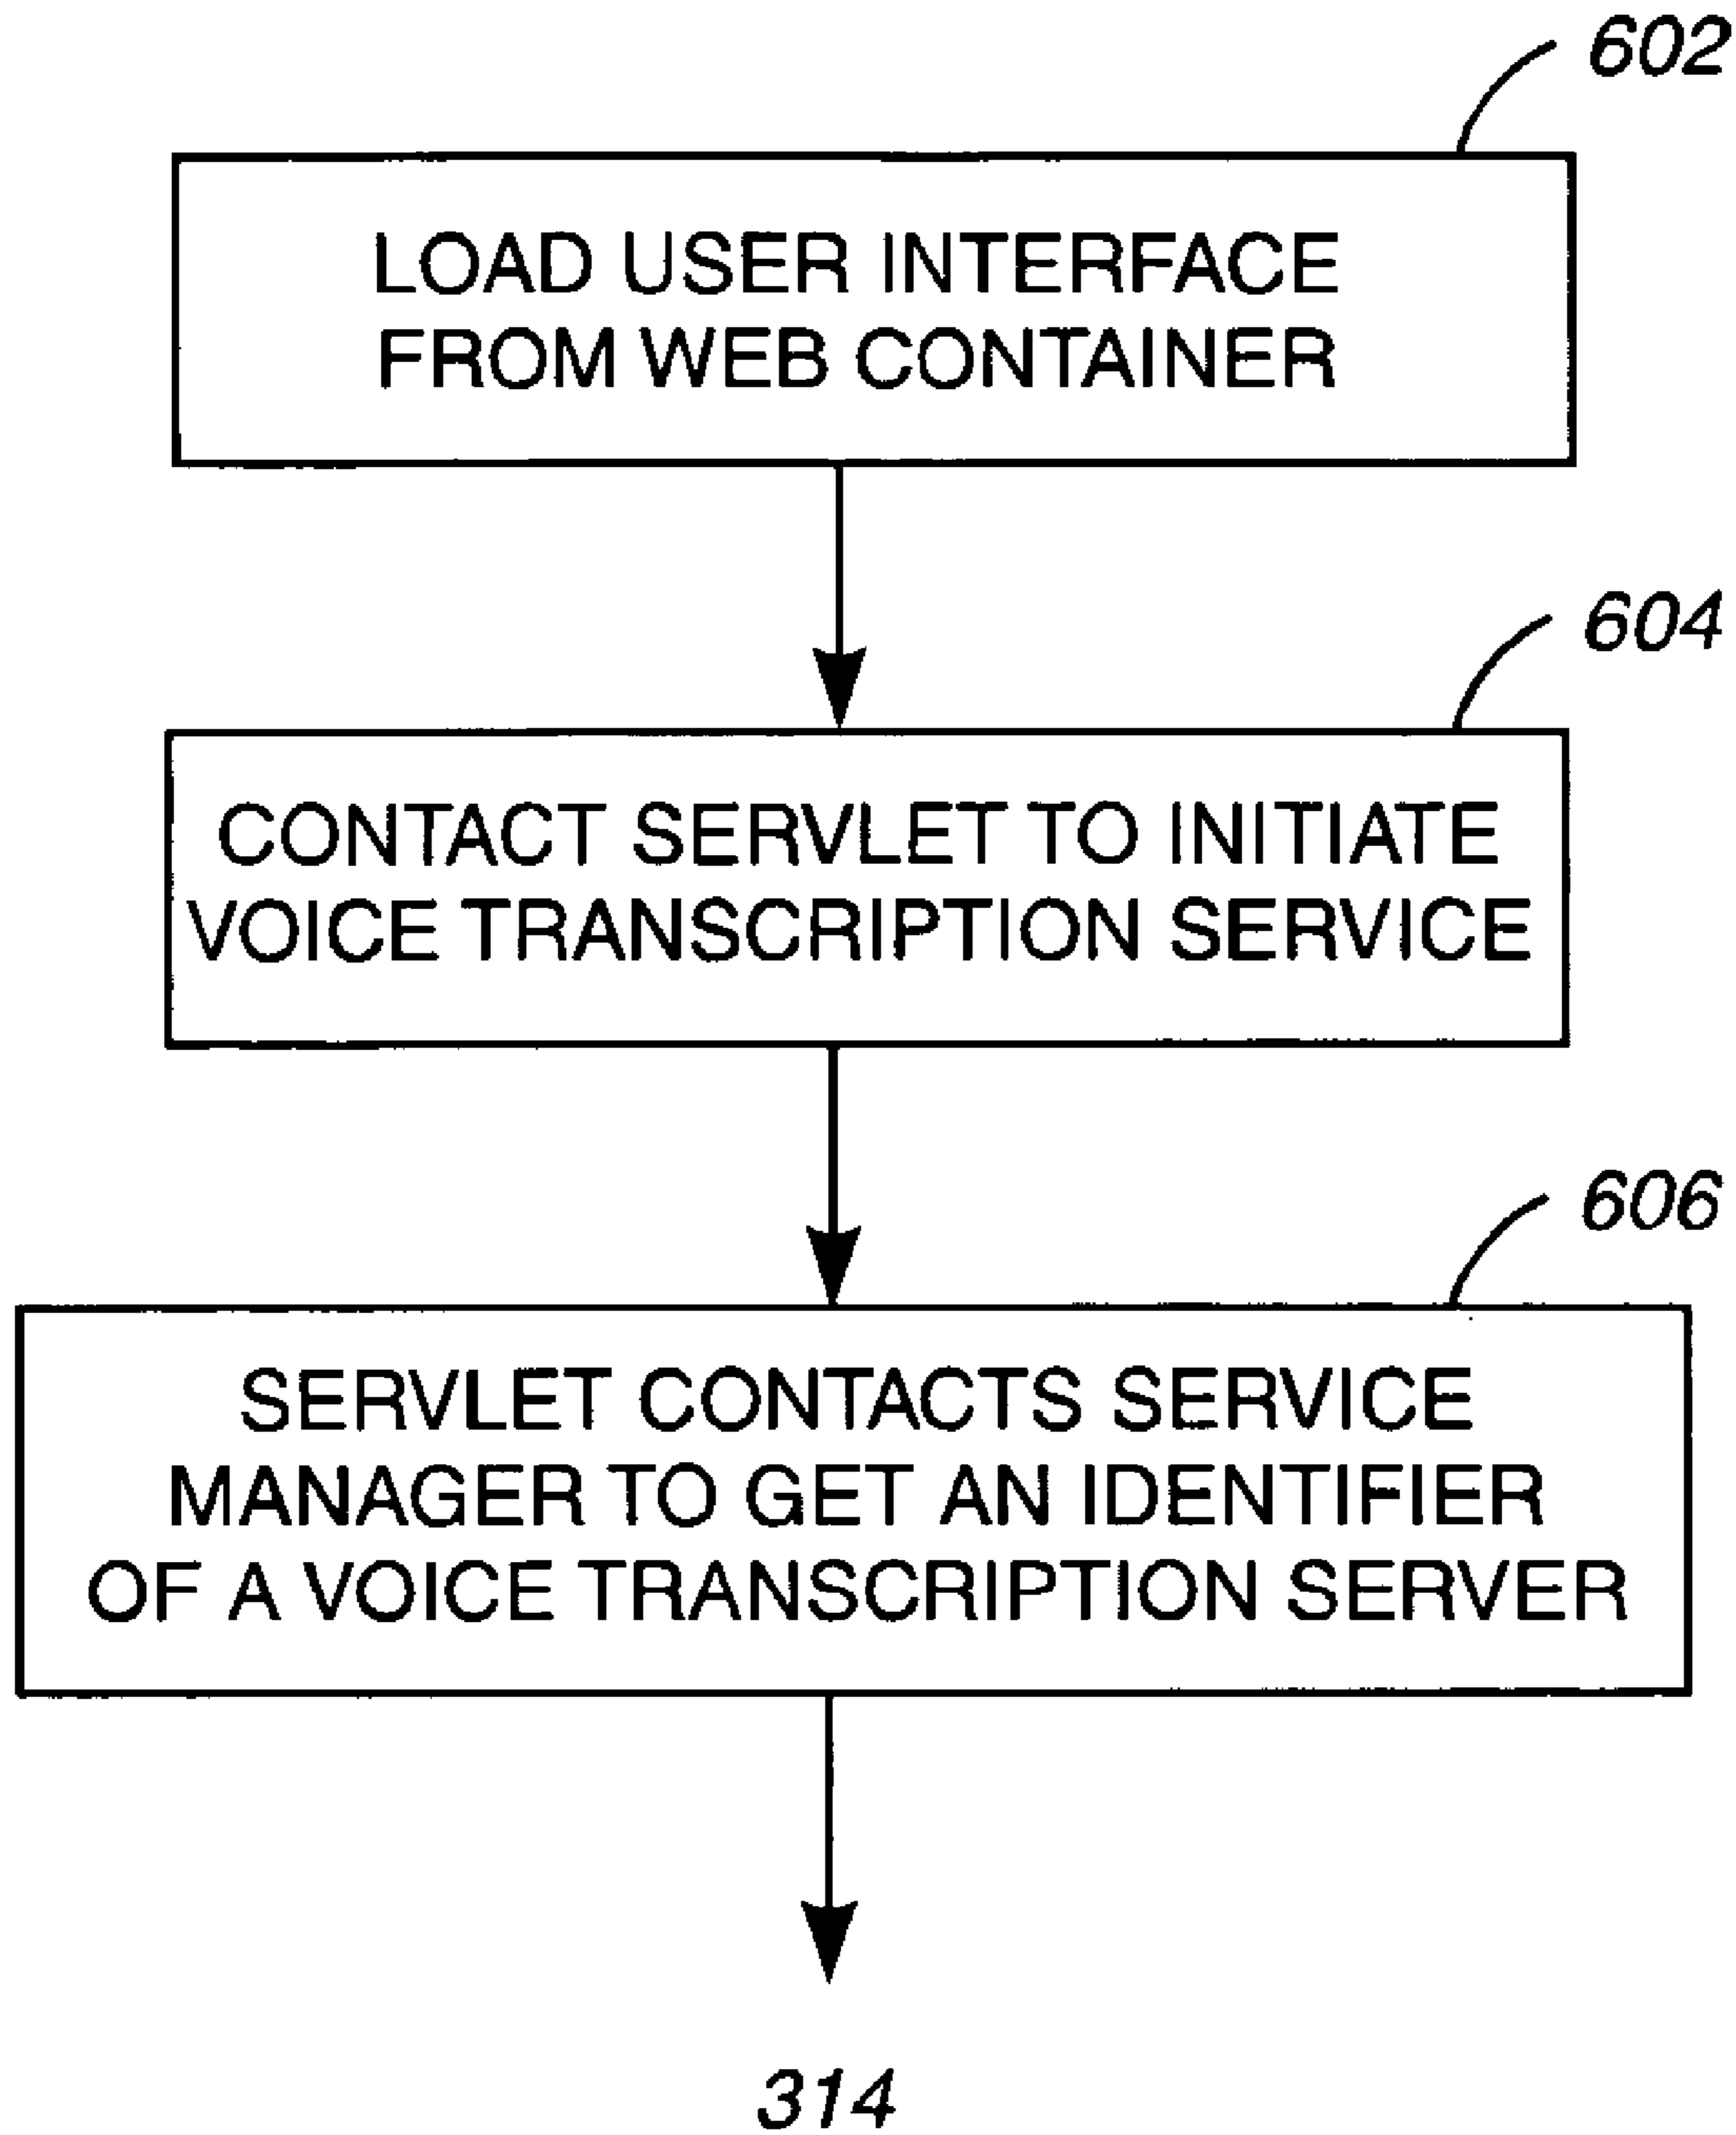 602
LOAD USER INTERFACE
FROM WEB CONTAINER
604
CONTACT SERVLET TO INITIATE
VOICE TRANSCRIPTION SERVICE
606
SERVLET CONTACTS SERVICE
MANAGER TO GET AN IDENTIFIER
OF A VOICE TRANSCRIPTION SERVER
314